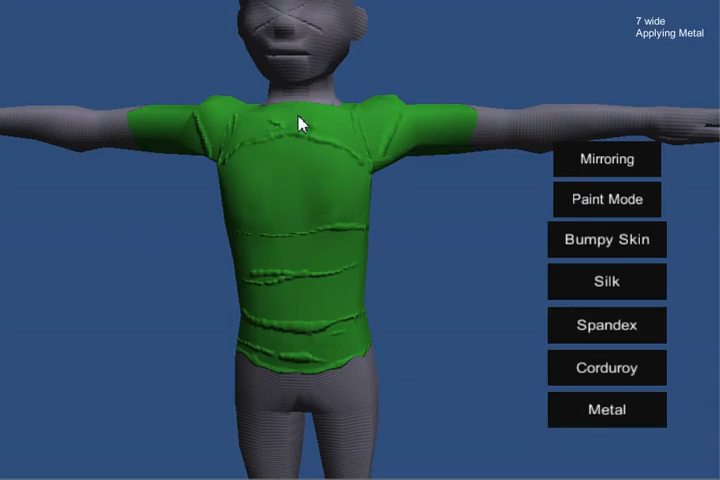 7 wide
Applying Metal
Mirroring
Paint Mode
Bumpy Skin
Silk
Spandex
Corduroy
Metal